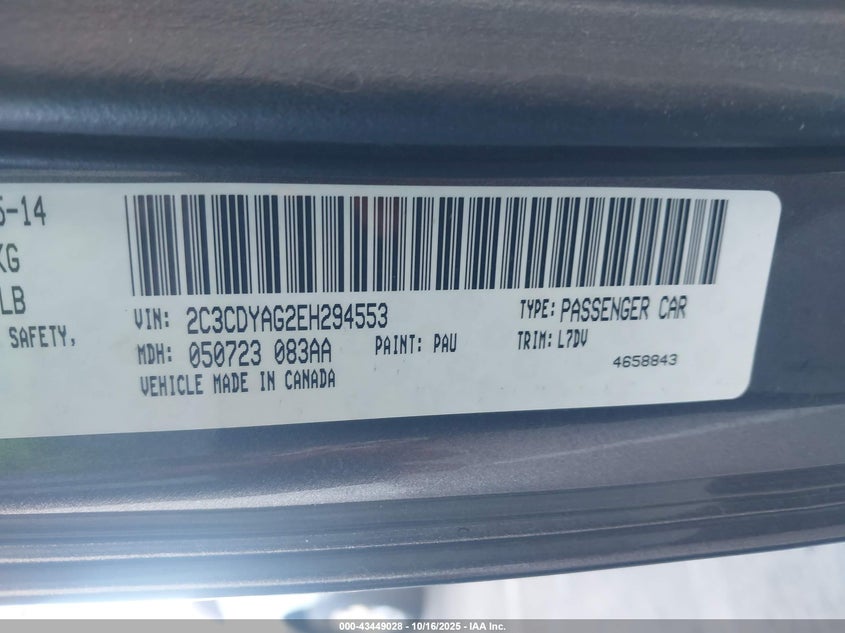 5-14
KG
LB
SAFETY,
VIN: 2C3CDYAG2EH294553 TYPE: PASSENGER CAR
MDH: 050723 083AA PAINT: PAU TRIM: L7DV
VEHICLE MADE IN CANADA 4658843
000-43449028 - 10/16/2025 - IAA Inc.